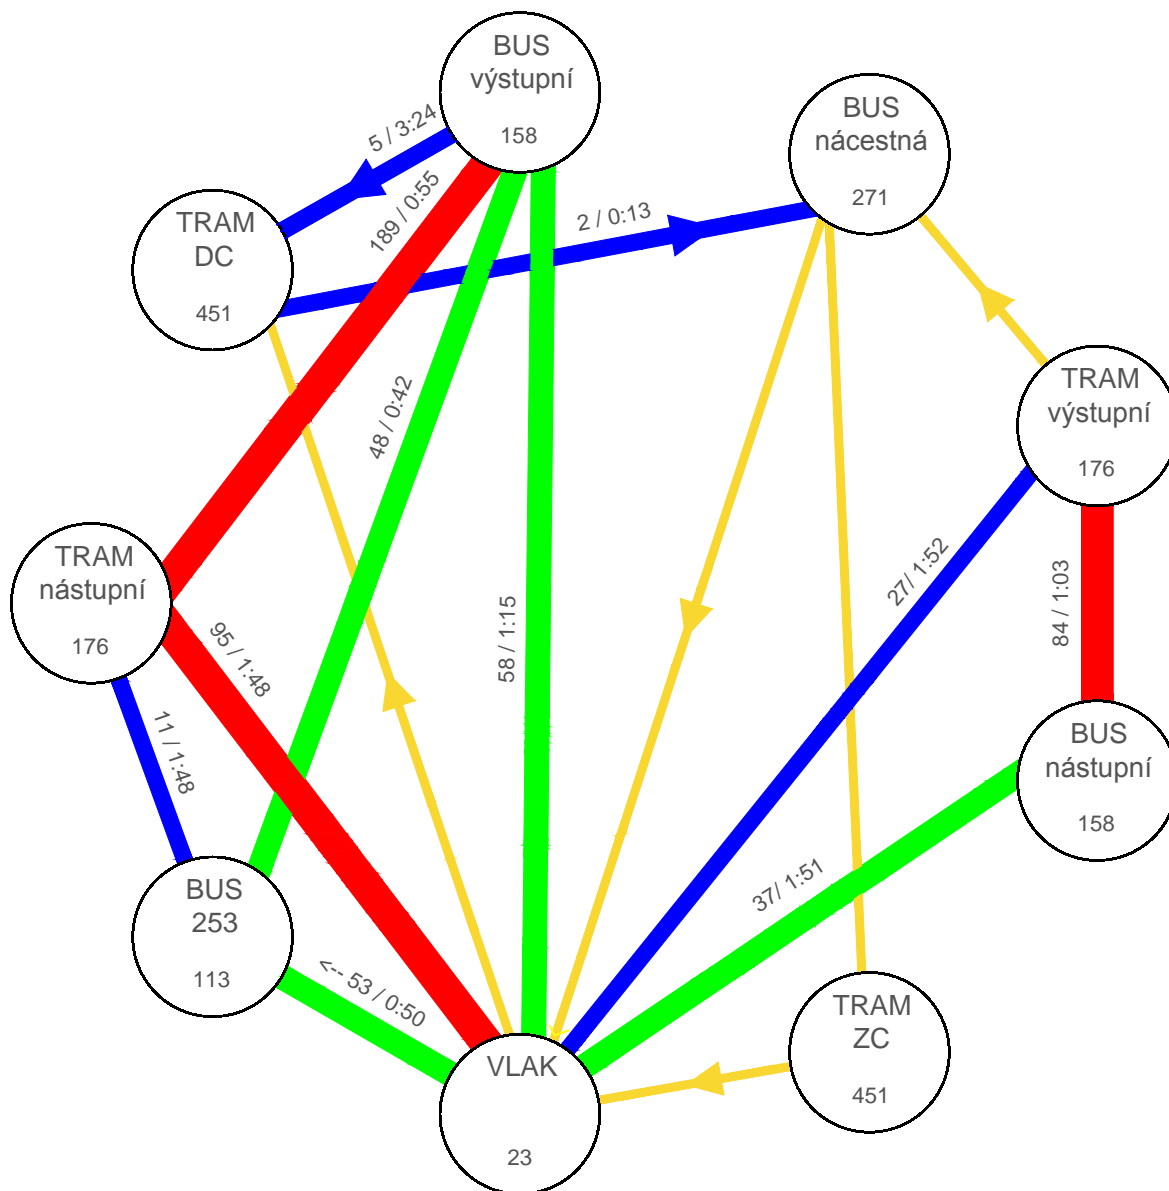 BUS
výstupní
158
BUS
nácestná
271
5 / 3:24
189 / 0:55
2 / 0:13
TRAM
DC
451
TRAM
výstupní
176
48 / 0:42
TRAM
nástupní
176
95 / 1:48
58 / 1:15
27/ 1:52
84 / 1:03
11 / 1:48
BUS
nástupní
158
37/ 1:51
BUS
253
113
<-- 53 / 0:50
TRAM
ZC
451
VLAK
23